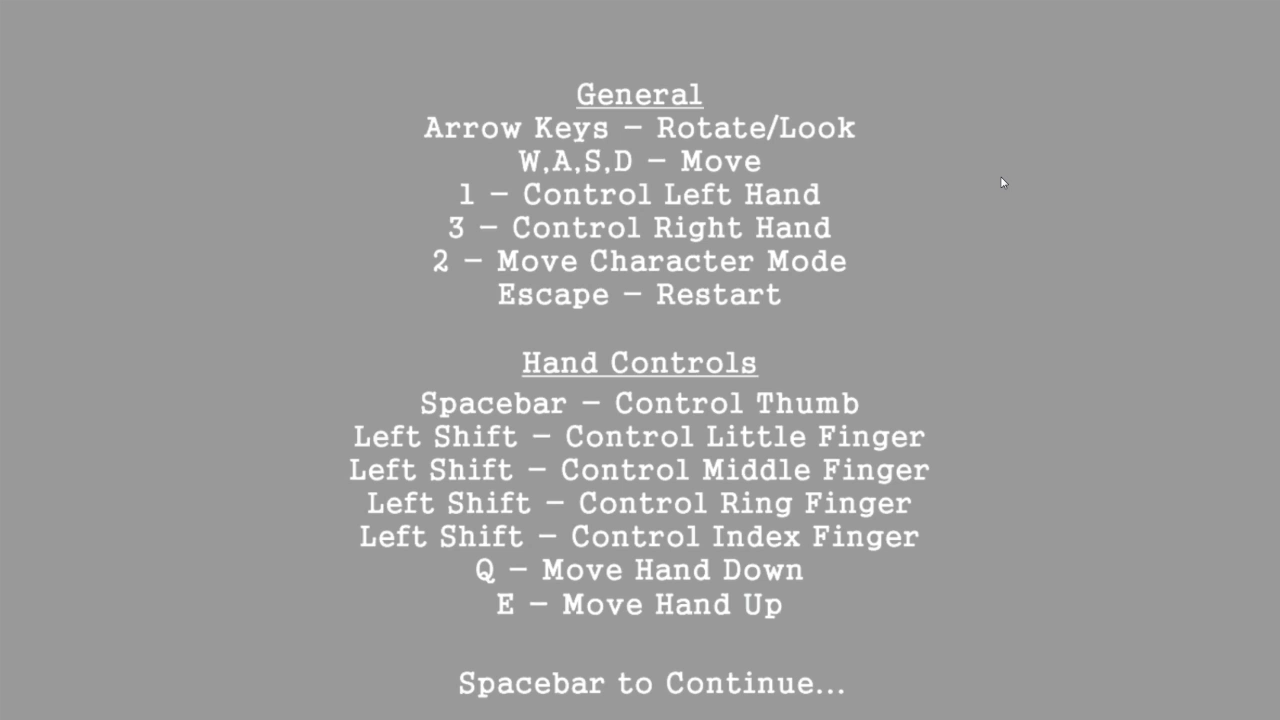 General
Arrow Keys – Rotate/Look
W,A,S,D – Move
1 – Control Left Hand
3 – Control Right Hand
2 – Move Character Mode
Escape – Restart
Hand Controls
Spacebar – Control Thumb
Left Shift – Control Little Finger
Left Shift – Control Middle Finger
Left Shift – Control Ring Finger
Left Shift – Control Index Finger
Q – Move Hand Down
E – Move Hand Up
Spacebar to Continue...